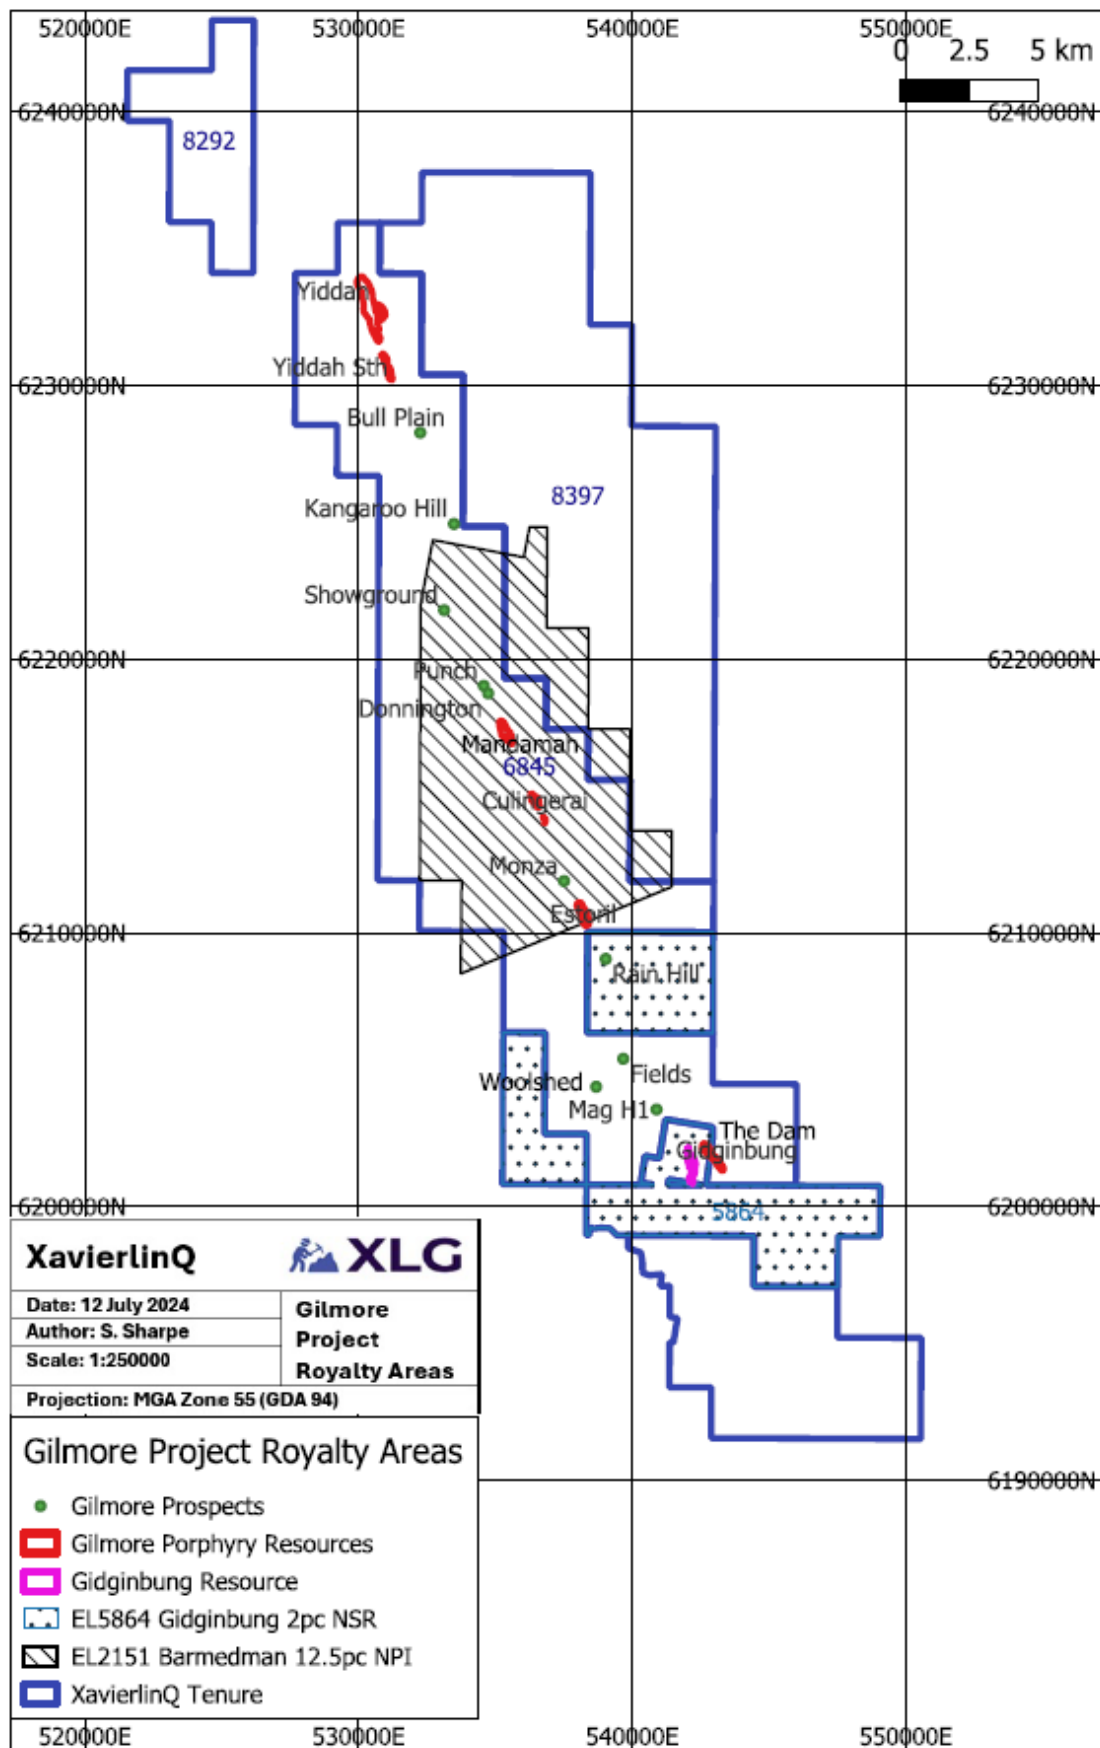 520000E 530000E 540000E 550000E
0 2.5 5 km
6240000N 6240000N
8292
Yiddah
Yiddah Sth
6230000N 6230000N
Bull Plain
8397
Kangaroo Hill
Showground
6220000N 6220000N
Punch
Donnington
Mandamah
6845
Culingerai
Monza
Estoril
6210000N 6210000N
Rain Hill
Fields
Woolshed
Mag H1
The Dam
Gidginbung
6200000N 6200000N
5864
XavierlinQ XLG
Date: 12 July 2024
Author: S. Sharpe
Scale: 1:250000
Gilmore
Project
Royalty Areas
Projection: MGA Zone 55 (GDA 94)
Gilmore Project Royalty Areas
6190000N
Gilmore Prospects
Gilmore Porphyry Resources
Gidginbung Resource
EL5864 Gidginbung 2pc NSR
EL2151 Barmedman 12.5pc NPI
XavierlinQ Tenure
520000E 530000E 540000E 550000E